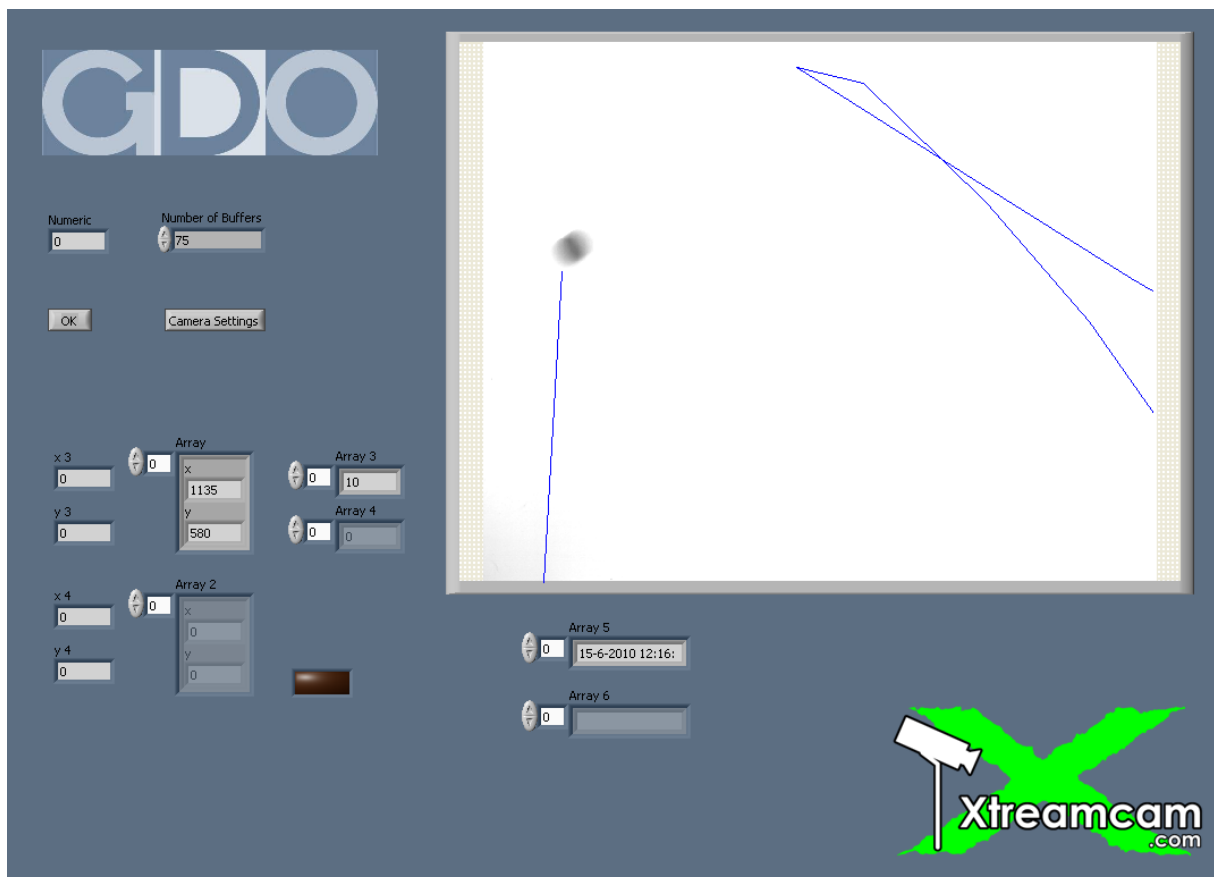 GDO
Numeric
0
Number of Buffers
75
OK
Camera Settings
x 3
0
y 3
0
0
Array
x
1135
y
580
Array 3
0
10
Array 4
0
0
x 4
0
y 4
0
0
Array 2
x
0
y
0
Array 5
0
15-6-2010 12:16:
Array 6
0
Xtreamcam
.com